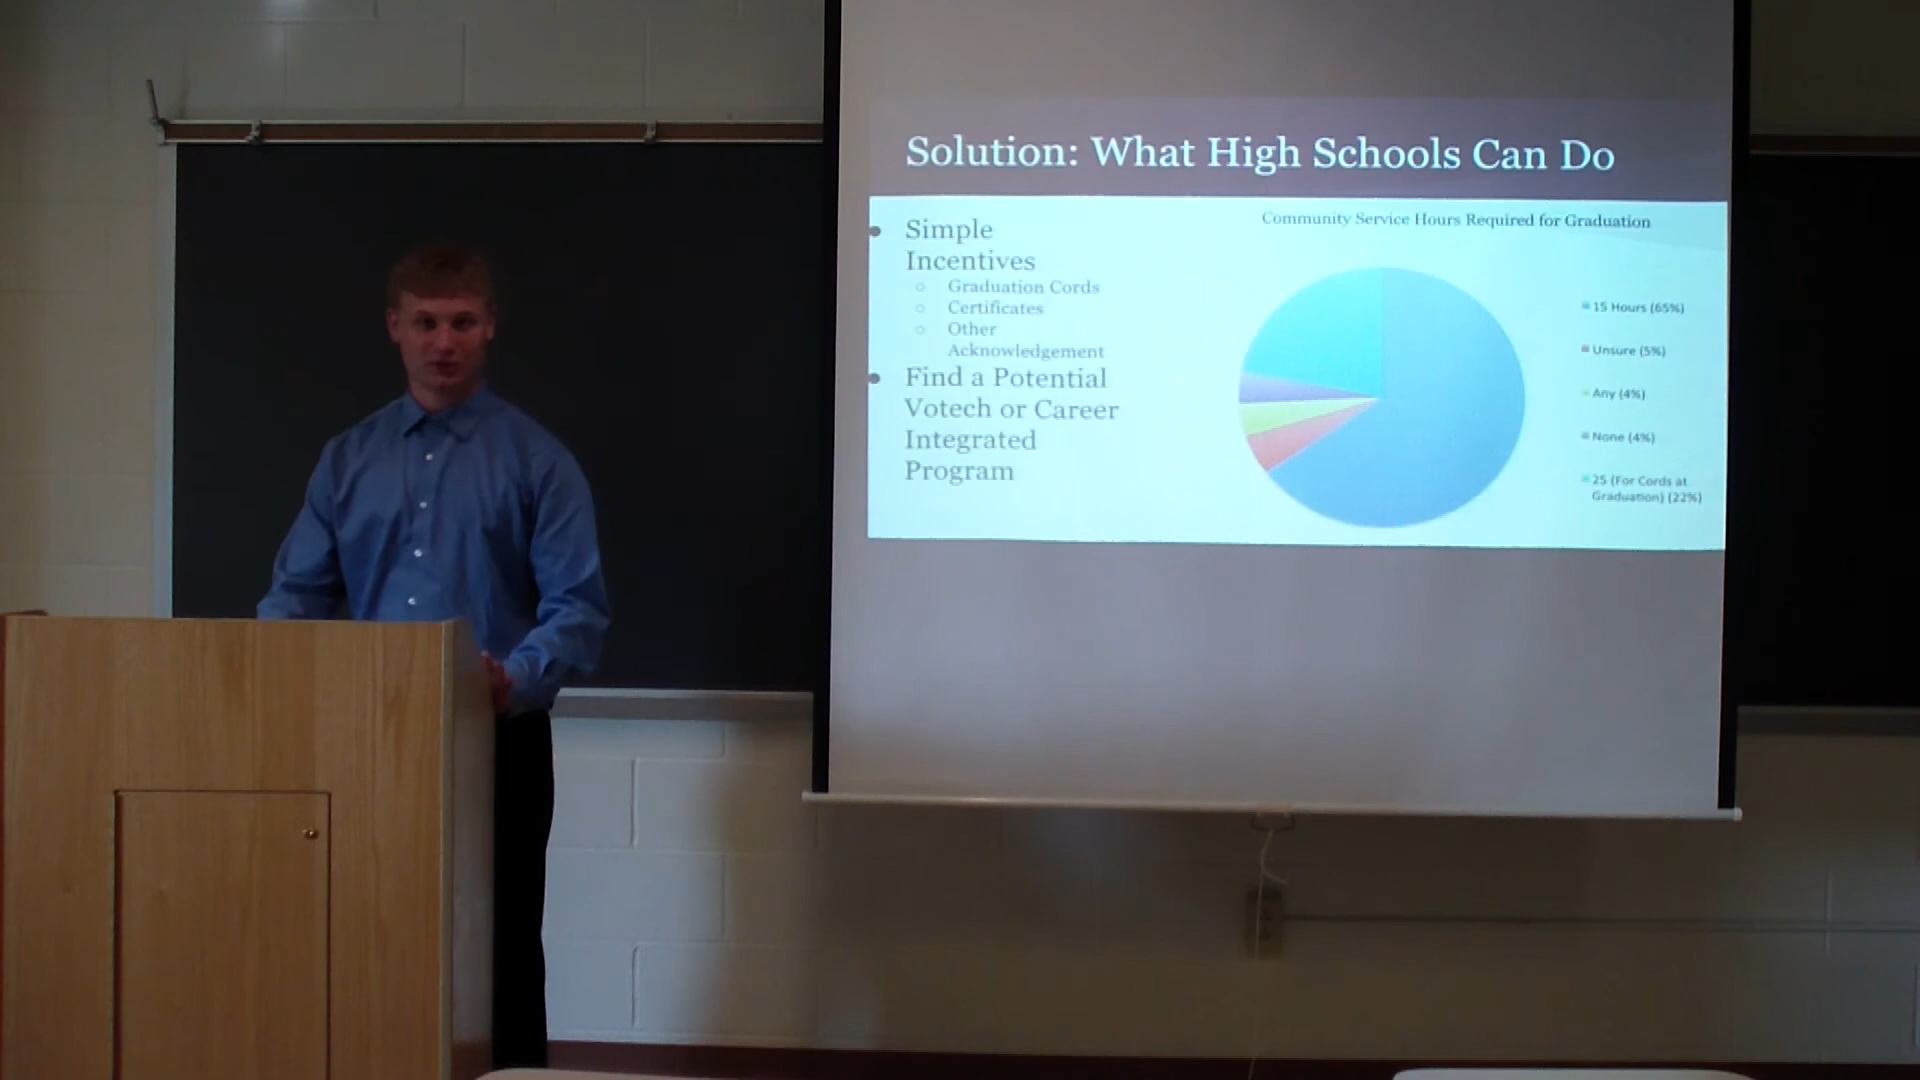 Solution: What High Schools Can Do
Simple
Incentives
Graduation Cords
Certificates
Other
Acknowledgement
Find a Potential
Votech or Career
Integrated
Program
Community Service Hours Required for Graduation
15 Hours (65%)
Unsure (5%)
Any (4%)
None (4%)
25 (For Cords at
Graduation) (22%)